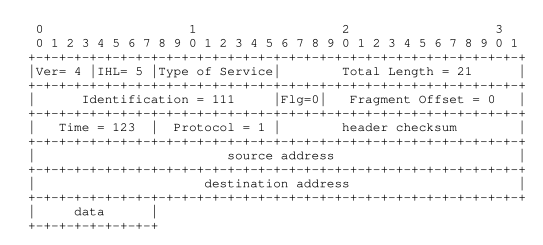 0                   1                   2                   3
 0 1 2 3 4 5 6 7 8 9 0 1 2 3 4 5 6 7 8 9 0 1 2 3 4 5 6 7 8 9 0 1
+-+-+-+-+-+-+-+-+-+-+-+-+-+-+-+-+-+-+-+-+-+-+-+-+-+-+-+-+-+-+-+-+
|Ver= 4 |IHL= 5 |Type of Service|        Total Length = 21      |
+-+-+-+-+-+-+-+-+-+-+-+-+-+-+-+-+-+-+-+-+-+-+-+-+-+-+-+-+-+-+-+-+
|      Identification = 111     |Flg=0|   Fragment Offset = 0   |
+-+-+-+-+-+-+-+-+-+-+-+-+-+-+-+-+-+-+-+-+-+-+-+-+-+-+-+-+-+-+-+-+
|   Time = 123  |  Protocol = 1 |        header checksum        |
+-+-+-+-+-+-+-+-+-+-+-+-+-+-+-+-+-+-+-+-+-+-+-+-+-+-+-+-+-+-+-+-+
|                         source address                        |
+-+-+-+-+-+-+-+-+-+-+-+-+-+-+-+-+-+-+-+-+-+-+-+-+-+-+-+-+-+-+-+-+
|                      destination address                      |
+-+-+-+-+-+-+-+-+-+-+-+-+-+-+-+-+-+-+-+-+-+-+-+-+-+-+-+-+-+-+-+-+
|     data      |
+-+-+-+-+-+-+-+-+